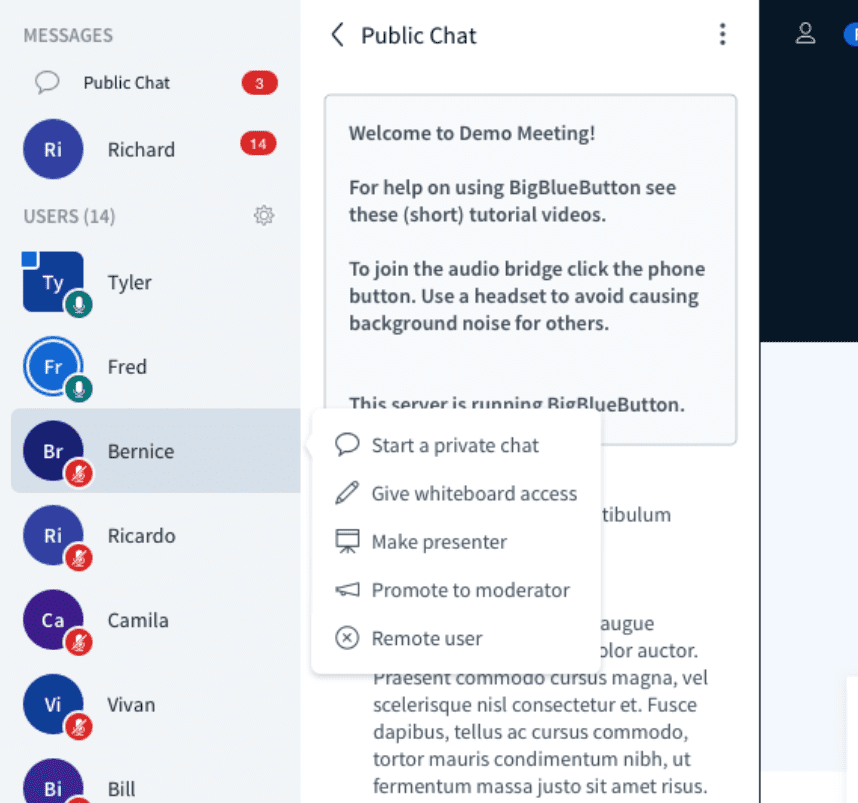 MESSAGES
Public Chat
3
Ri
Richard
14
USERS (14)
Ty
Tyler
Fr
Fred
Br
Bernice
Ri
Ricardo
Ca
Camila
Vi
Vivan
Bi
Bill
Public Chat
Welcome to Demo Meeting!
For help on using BigBlueButton see
these (short) tutorial videos.
To join the audio bridge click the phone
button. Use a headset to avoid causing
background noise for others.
This server is running BigBlueButton.
Start a private chat
Give whiteboard access
Make presenter
Promote to moderator
Remote user
tibulum
augue
olor auctor.
Praesent commodo cursus magna, vel
scelerisque nisl consectetur et. Fusce
dapibus, tellus ac cursus commodo,
tortor mauris condimentum nibh, ut
fermentum massa justo sit amet risus.